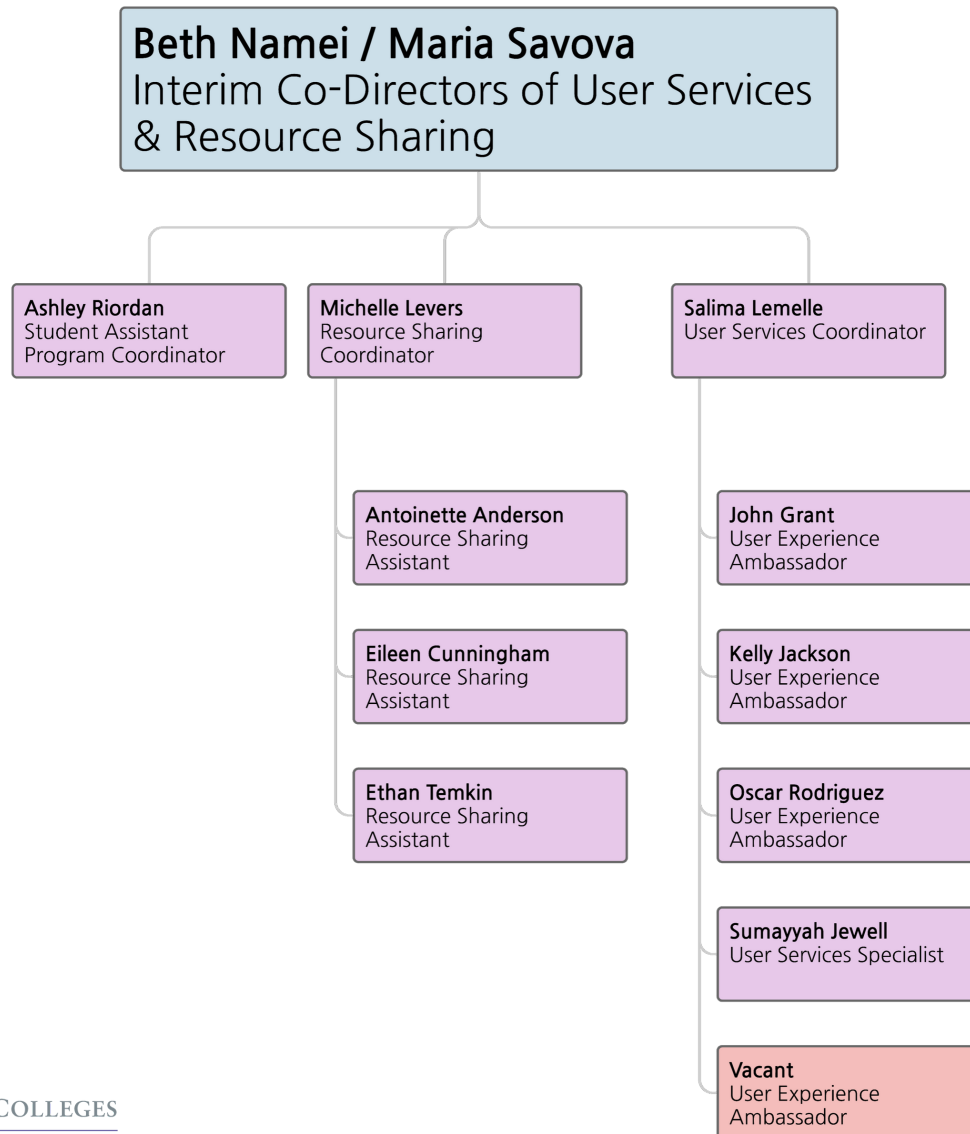 Beth Namei / Maria Savova
Interim Co-Directors of User Services
& Resource Sharing
Ashley Riordan
Student Assistant
Program Coordinator
Michelle Levers
Resource Sharing
Coordinator
Salima Lemelle
User Services Coordinator
Antoinette Anderson
Resource Sharing
Assistant
Eileen Cunningham
Resource Sharing
Assistant
Ethan Temkin
Resource Sharing
Assistant
John Grant
User Experience
Ambassador
Kelly Jackson
User Experience
Ambassador
Oscar Rodriguez
User Experience
Ambassador
Sumayyah Jewell
User Services Specialist
Vacant
User Experience
Ambassador
COLLEGES